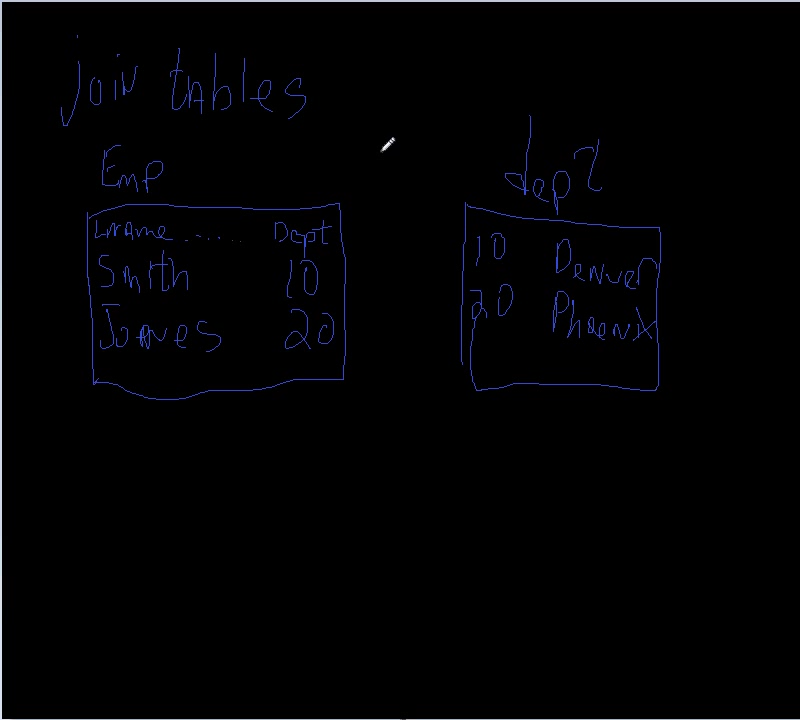 join tables
Emp
Lname ...... Dept
Smith 10
Jones 20
dept
10 Denver
20 Phoenix